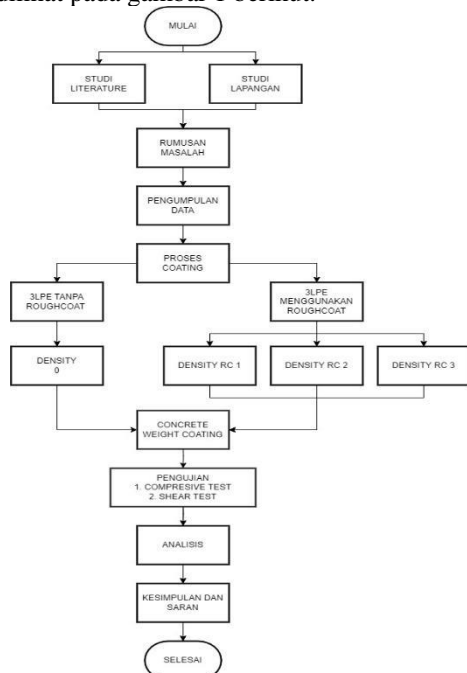 MULAI
STUDI
LITERATURE
STUDI
LAPANGAN
RUMUSAN
MASALAH
PENGUMPULAN
DATA
PROSES
COATING
3LPE TANPA
ROUGHCOAT
3LPE
MENGGUNAKAN
ROUGHCOAT
DENSITY
0
DENSITY RC 1
DENSITY RC 2
DENSITY RC 3
CONCRETE
WEIGHT COATING
PENGUJIAN
1. COMPRESIVE TEST
2. SHEAR TEST
ANALISIS
KESIMPULAN DAN
SARAN
SELESAI